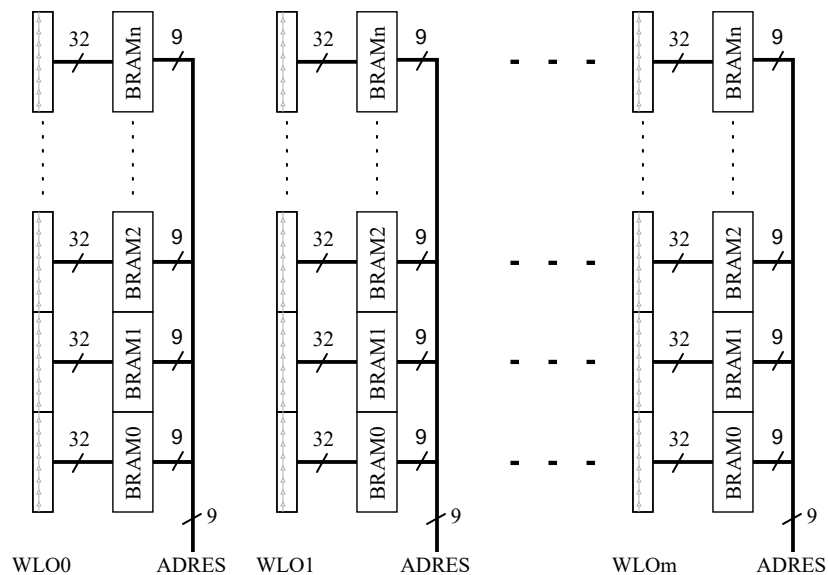 32 9 32 9 32 9
BRAMn BRAMn BRAMn
32 9 32 9 32 9
BRAM2 BRAM2 BRAM2
32 9 32 9 32 9
BRAM1 BRAM1 BRAM1
32 9 32 9 32 9
BRAM0 BRAM0 BRAM0
9 9 9
WLO0 ADRES WLO1 ADRES WLOm ADRES